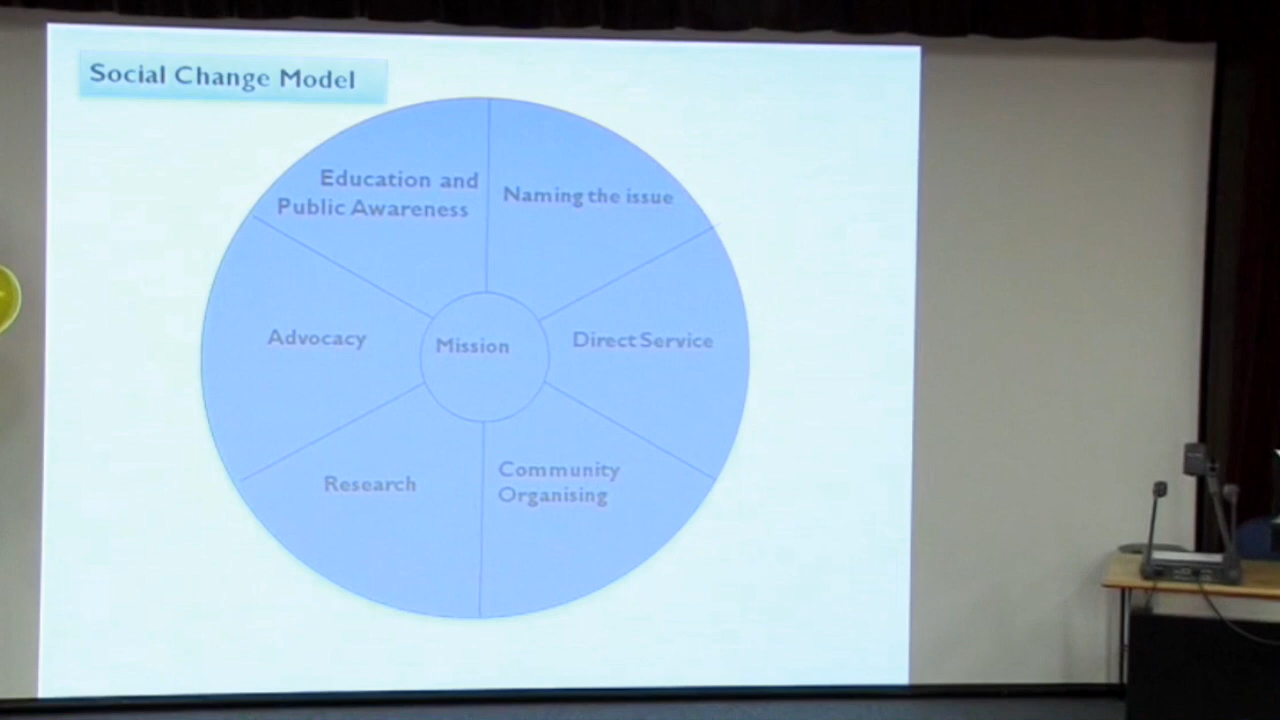 Social Change Model
Education and
Public Awareness
Naming the issue
Advocacy
Mission
Direct Service
Research
Community
Organising